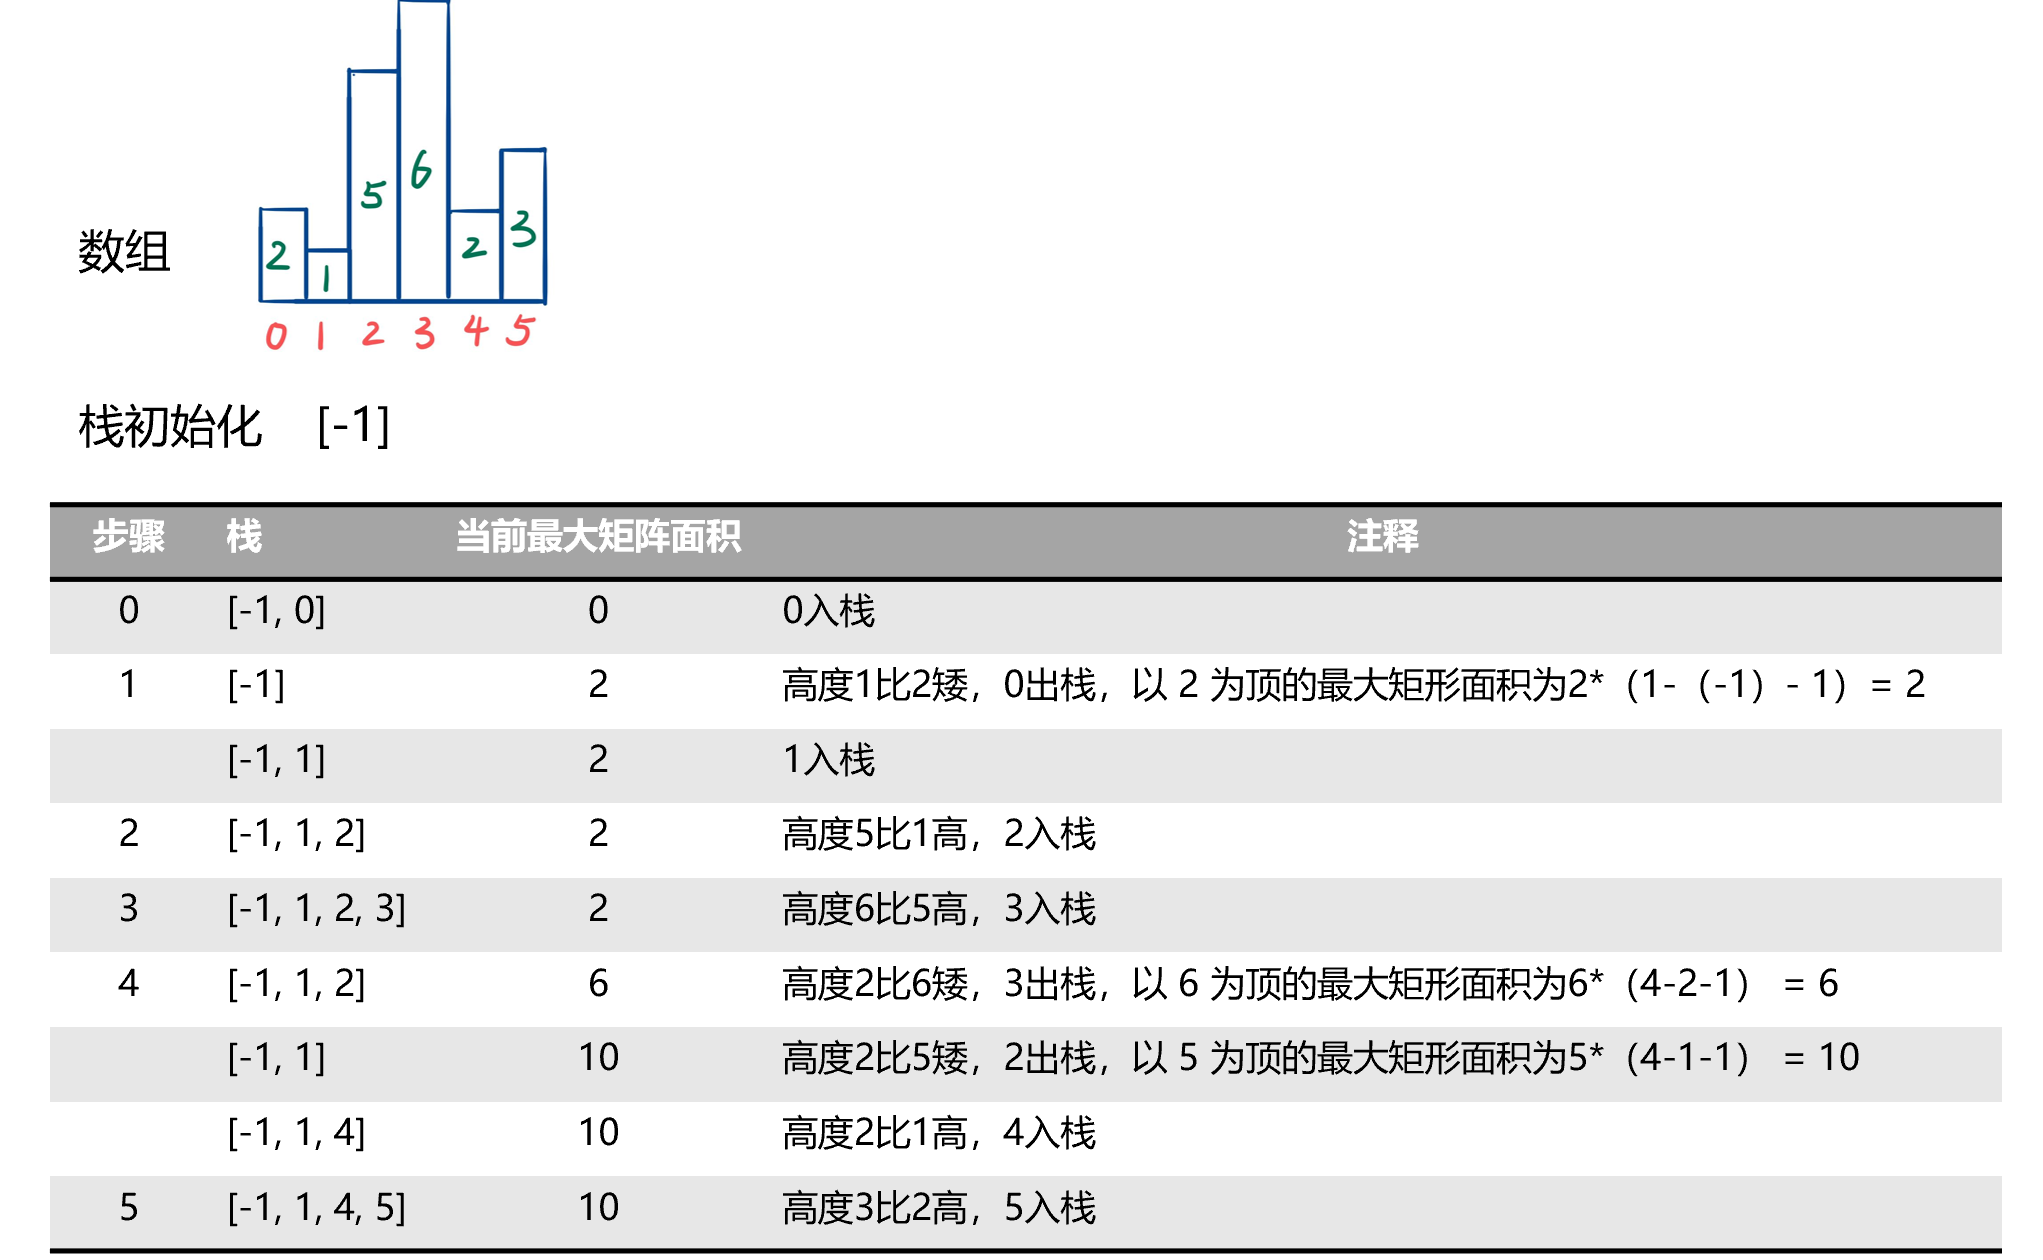 6
5
3
2
2
1
数组
0 1 2 3 4 5
栈初始化 [-1]
步骤 栈 当前最大矩阵面积 注释
0 [-1, 0] 0 0入栈
1 [-1] 2 高度1比2矮，0出栈，以 2 为顶的最大矩形面积为2*（1-（-1）- 1）= 2
[-1, 1] 2 1入栈
2 [-1, 1, 2] 2 高度5比1高，2入栈
3 [-1, 1, 2, 3] 2 高度6比5高，3入栈
4 [-1, 1, 2] 6 高度2比6矮，3出栈，以 6 为顶的最大矩形面积为6*（4-2-1） = 6
[-1, 1] 10 高度2比5矮，2出栈，以 5 为顶的最大矩形面积为5*（4-1-1） = 10
[-1, 1, 4] 10 高度2比1高，4入栈
5 [-1, 1, 4, 5] 10 高度3比2高，5入栈